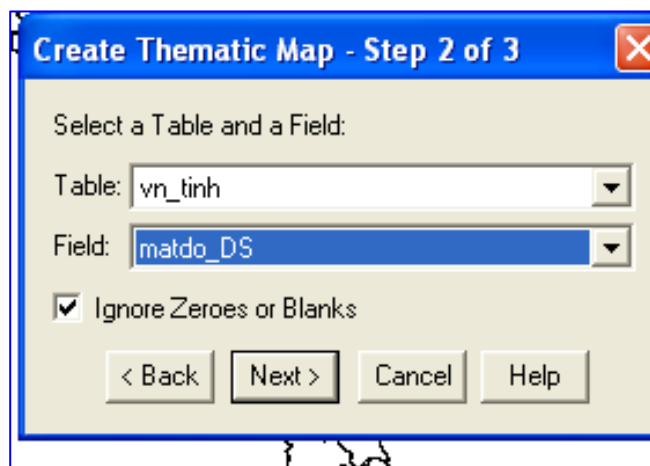 Create Thematic Map - Step 2 of 3
Select a Table and a Field:
Table: vn_tinh
Field: matdo_DS
Ignore Zeroes or Blanks
< Back Next > Cancel Help